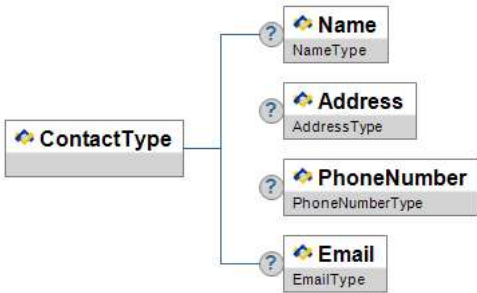 ? Name
NameType
? Address
AddressType
ContactType
? PhoneNumber
PhoneNumberType
? Email
EmailType